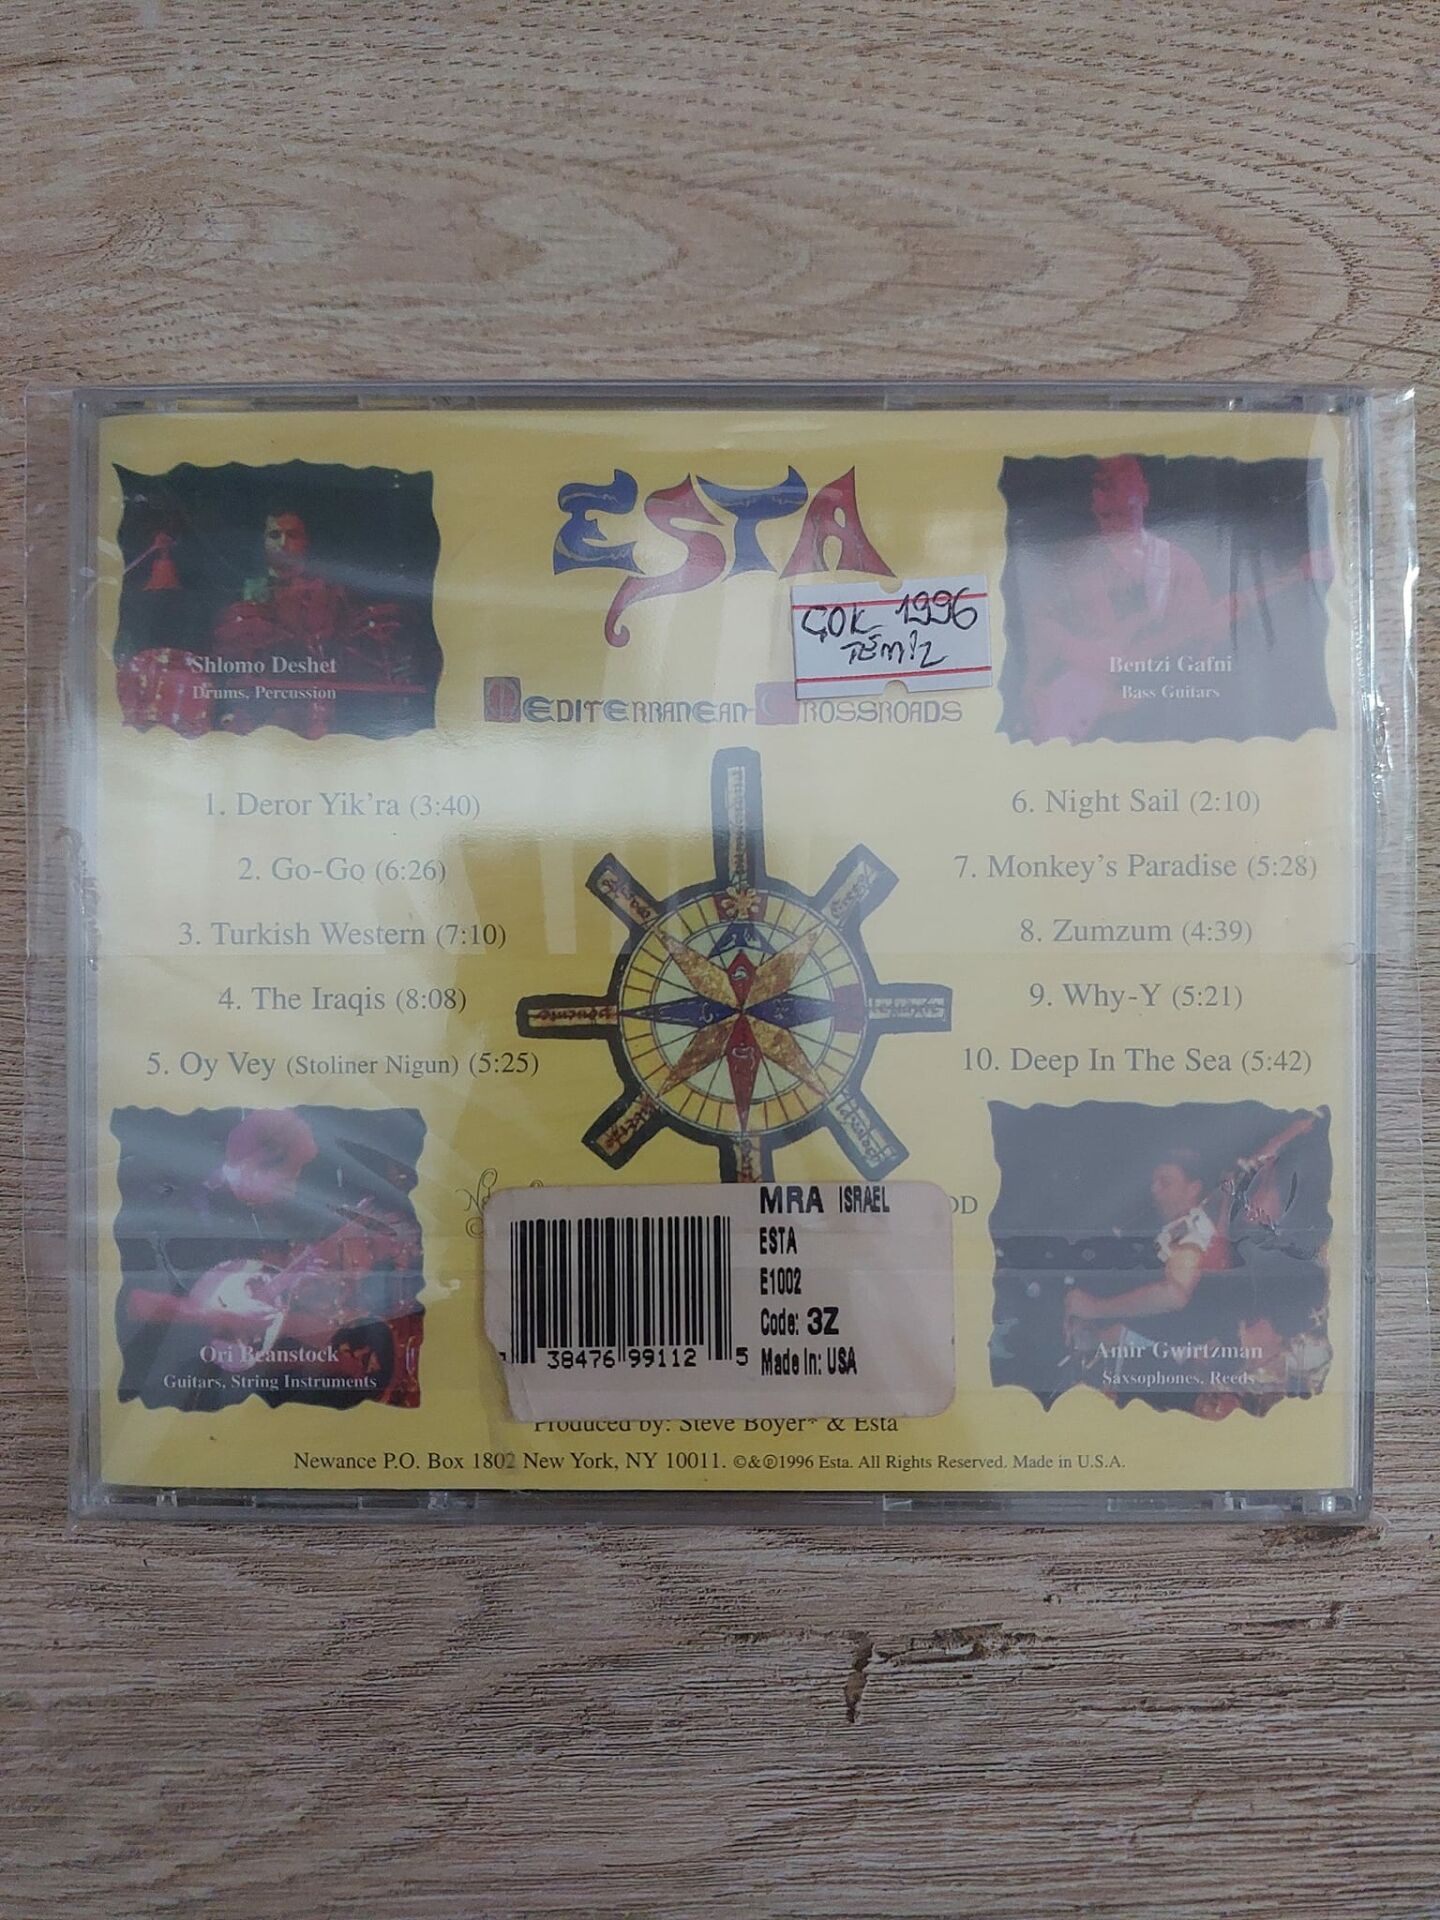 ESTA
ÇOK 1996
TEMİZ
MEDITERRANEAN CROSSROADS
Shlomo Deshet
Drums, Percussion
Bentzi Gafni
Bass Guitars
1. Deror Yik'ra (3:40)
2. Go-Go (6:26)
3. Turkish Western (7:10)
4. The Iraqis (8:08)
5. Oy Vey (Stoliner Nigun) (5:25)
6. Night Sail (2:10)
7. Monkey's Paradise (5:28)
8. Zumzum (4:39)
9. Why-Y (5:21)
10. Deep In The Sea (5:42)
Ori Beanstock
Guitars, String Instruments
Amir Gwirtzman
Saxsophones, Reeds
MRA ISRAEL
ESTA
E1002
Code: 3Z
Made In: USA
38476 99112 5
Produced by: Steve Boyer* & Esta
Newance P.O. Box 1802 New York, NY 10011. ©&℗1996 Esta. All Rights Reserved. Made in U.S.A.